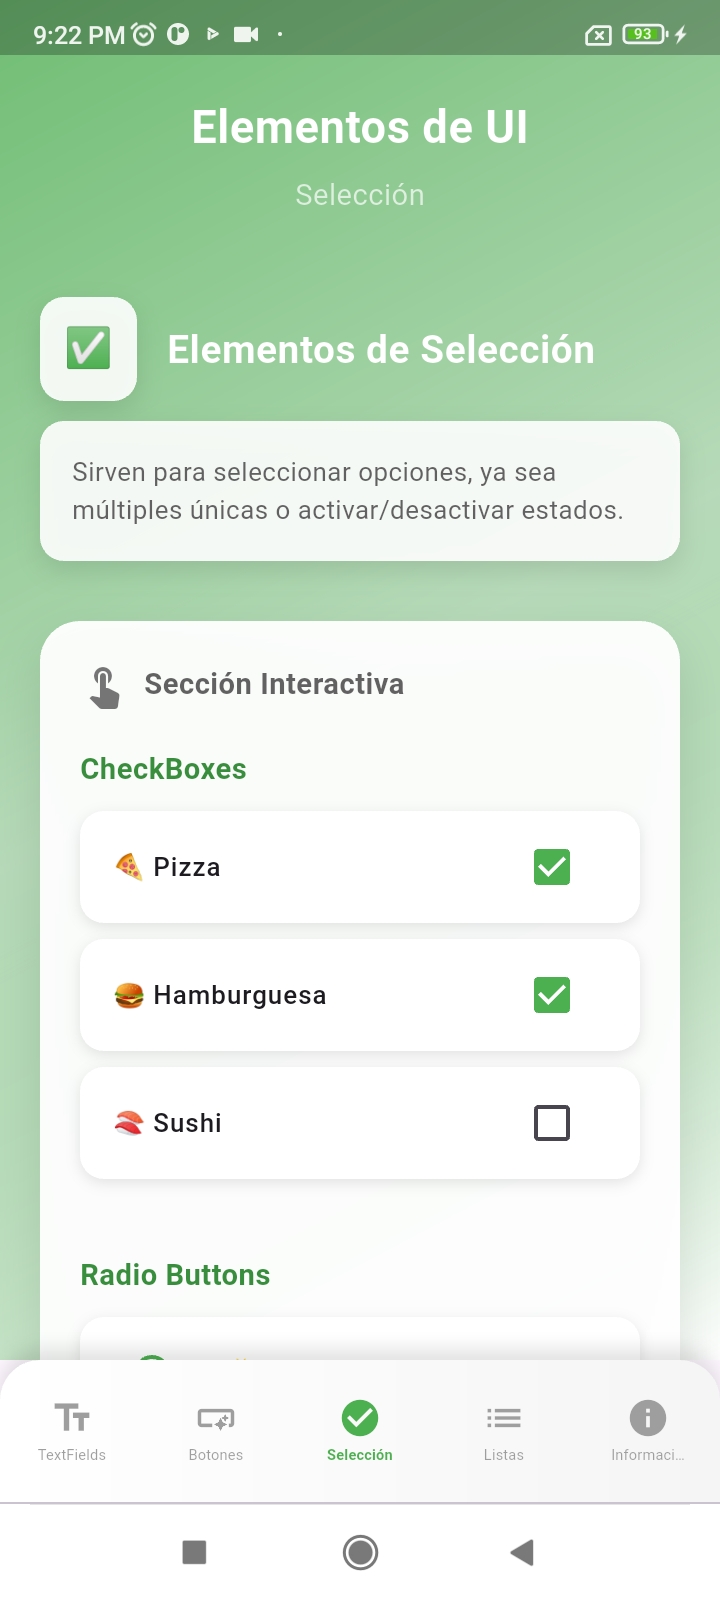 9:22 PM
93
Elementos de UI
Selección
Elementos de Selección
Sirven para seleccionar opciones, ya sea
múltiples únicas o activar/desactivar estados.
Sección Interactiva
CheckBoxes
Pizza
Hamburguesa
Sushi
Radio Buttons
TextFields
Botones
Selección
Listas
Informaci...